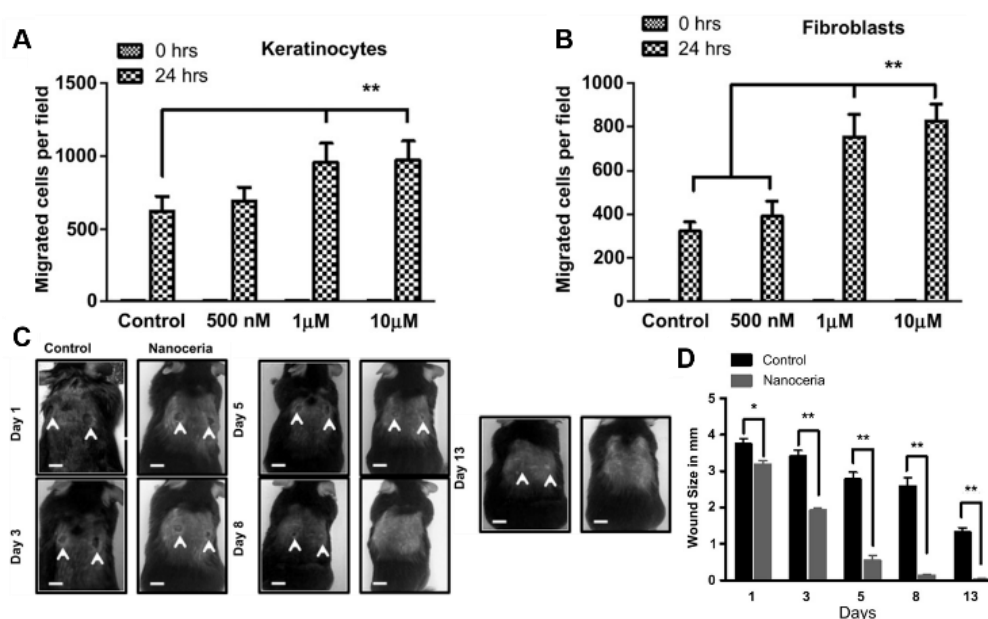 A
0 hrs
24 hrs
Keratinocytes
**
Migrated cells per field
1500
1000
500
0
Control 500 nM 1µM 10µM
B
0 hrs
24 hrs
Fibroblasts
**
Migrated cells per field
1000
800
600
400
200
0
Control 500 nM 1µM 10µM
C
Control Nanoceria
Day 1
Day 3
Day 5
Day 8
Day 13
D
Control
Nanoceria
Wound Size in mm
5
4
3
2
1
0
* ** ** ** **
1 3 5 8 13
Days